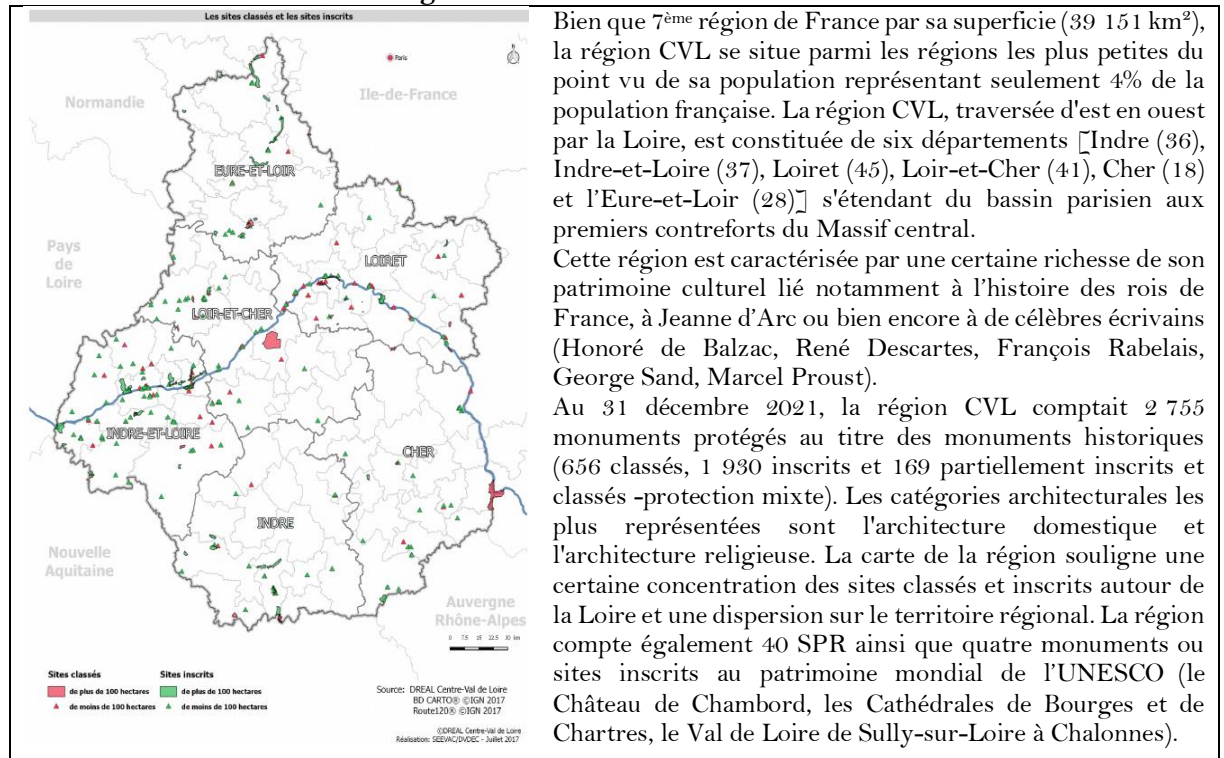 Les sites classés et les sites inscrits
Paris
N
Normandie
Ile-de-France
EURE-ET-LOIR
Pays
de
Loire
LOIRET
LOIR-ET-CHER
INDRE-ET-LOIRE
CHER
INDRE
Nouvelle
Aquitaine
Auvergne
Rhône-Alpes
0 7.5 15 22.5 30 km
Sites classés
de plus de 100 hectares
de moins de 100 hectares
Sites inscrits
de plus de 100 hectares
de moins de 100 hectares
Source: DREAL Centre-Val de Loire
BD CARTO® ©IGN 2017
Route120® ©IGN 2017
©DREAL Centre-Val de Loire
Réalisation: SEEVAC/DVDEC - Juillet 2017
Bien que 7ème région de France par sa superficie (39 151 km²),
la région CVL se situe parmi les régions les plus petites du
point vu de sa population représentant seulement 4% de la
population française. La région CVL, traversée d'est en ouest
par la Loire, est constituée de six départements [Indre (36),
Indre-et-Loire (37), Loiret (45), Loir-et-Cher (41), Cher (18)
et l'Eure-et-Loir (28)] s'étendant du bassin parisien aux
premiers contreforts du Massif central.
Cette région est caractérisée par une certaine richesse de son
patrimoine culturel lié notamment à l'histoire des rois de
France, à Jeanne d'Arc ou bien encore à de célèbres écrivains
(Honoré de Balzac, René Descartes, François Rabelais,
George Sand, Marcel Proust).
Au 31 décembre 2021, la région CVL comptait 2 755
monuments protégés au titre des monuments historiques
(656 classés, 1 930 inscrits et 169 partiellement inscrits et
classés -protection mixte). Les catégories architecturales les
plus représentées sont l'architecture domestique et
l'architecture religieuse. La carte de la région souligne une
certaine concentration des sites classés et inscrits autour de
la Loire et une dispersion sur le territoire régional. La région
compte également 40 SPR ainsi que quatre monuments ou
sites inscrits au patrimoine mondial de l'UNESCO (le
Château de Chambord, les Cathédrales de Bourges et de
Chartres, le Val de Loire de Sully-sur-Loire à Chalonnes).